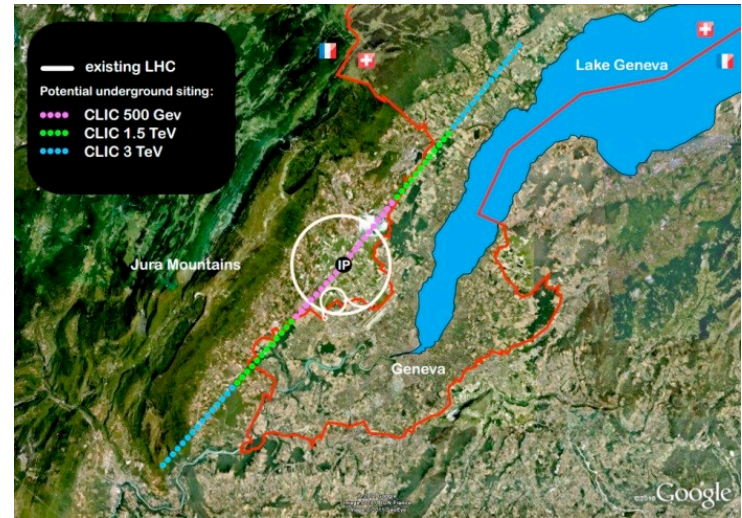 existing LHC
Potential underground siting:
CLIC 500 Gev
CLIC 1.5 TeV
CLIC 3 TeV
Lake Geneva
Jura Mountains
IP
Geneva
Google